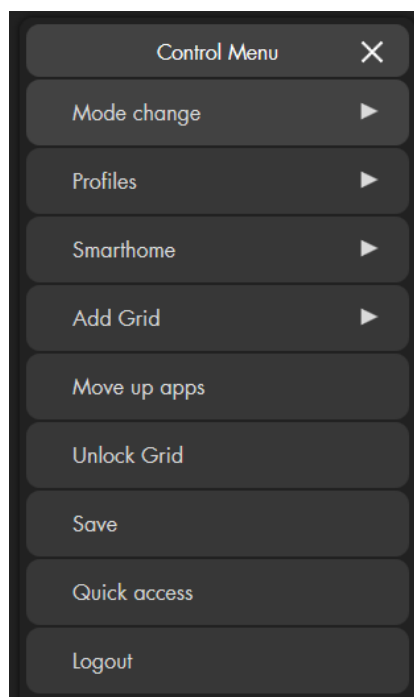 Control Menu
Mode change
Profiles
Smarthome
Add Grid
Move up apps
Unlock Grid
Save
Quick access
Logout